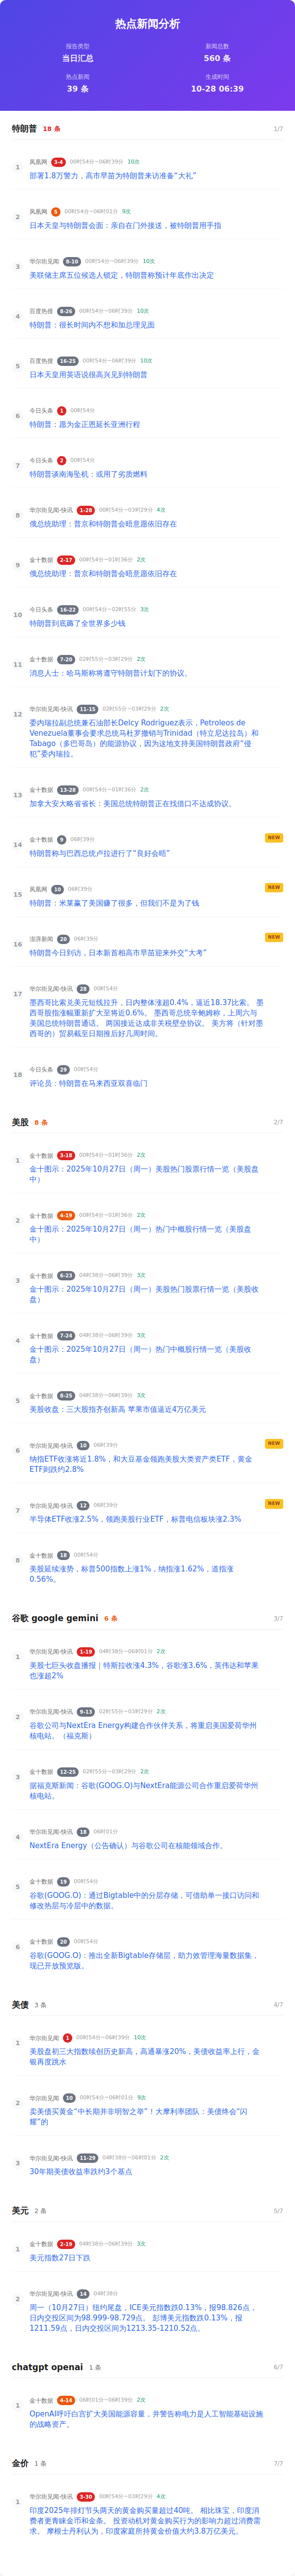 热点新闻分析
报告类型
新闻总数
当日汇总
560 条
热点新闻
生成时间
39 条
10-28 06:39
特朗普 18 条 1/7
1 凤凰网 3-4 00时54分~06时39分 10次
部署1.8万警力，高市早苗为特朗普来访准备“大礼”
2 凤凰网 5 00时54分~06时01分 9次
日本天皇与特朗普会面：亲自在门外接送，被特朗普用手指
3 华尔街见闻 8-10 00时54分~06时39分 10次
美联储主席五位候选人锁定，特朗普称预计年底作出决定
4 百度热搜 8-26 00时54分~06时39分 10次
特朗普：很长时间内不想和加总理见面
5 百度热搜 16-25 00时54分~06时39分 10次
日本天皇用英语说很高兴见到特朗普
6 今日头条 1 00时54分
特朗普：愿为金正恩延长亚洲行程
7 今日头条 2 00时54分
特朗普谈南海坠机：或用了劣质燃料
8 华尔街见闻-快讯 1-28 00时54分~03时29分 4次
俄总统助理：普京和特朗普会晤意愿依旧存在
9 金十数据 2-17 00时54分~01时36分 2次
俄总统助理：普京和特朗普会晤意愿依旧存在
10 今日头条 16-22 00时54分~02时55分 3次
特朗普到底薅了全世界多少钱
11 金十数据 7-20 02时55分~03时29分 2次
消息人士：哈马斯称将遵守特朗普计划下的协议。
12 华尔街见闻-快讯 11-15 02时55分~03时29分 2次
委内瑞拉副总统兼石油部长Delcy Rodriguez表示，Petroleos de
Venezuela董事会要求总统马杜罗撤销与Trinidad（特立尼达拉岛）和
Tabago（多巴哥岛）的能源协议，因为这地支持美国特朗普政府“侵
犯”委内瑞拉。
13 金十数据 13-28 00时54分~01时36分 2次
加拿大安大略省省长：美国总统特朗普正在找借口不达成协议。
14 金十数据 9 06时39分 NEW
特朗普称与巴西总统卢拉进行了“良好会晤”
15 凤凰网 10 06时39分 NEW
特朗普：米莱赢了美国赚了很多，但我们不是为了钱
16 澎湃新闻 20 06时39分 NEW
特朗普今日到访，日本新首相高市早苗迎来外交“大考”
17 华尔街见闻-快讯 28 00时54分
墨西哥比索兑美元短线拉升，日内整体涨超0.4%，逼近18.37比索。 墨
西哥股指涨幅重新扩大至将近0.6%。 墨西哥总统辛鲍姆称，上周六与
美国总统特朗普通话。 两国接近达成非关税壁垒协议。 美方将（针对墨
西哥的）贸易截至日期推后好几周时间。
18 今日头条 29 00时54分
评论员：特朗普在马来西亚双喜临门
美股 8 条 2/7
1 金十数据 3-18 00时54分~01时36分 2次
金十图示：2025年10月27日（周一）美股热门股票行情一览（美股盘
中）
2 金十数据 4-19 00时54分~01时36分 2次
金十图示：2025年10月27日（周一）热门中概股行情一览（美股盘
中）
3 金十数据 6-23 04时38分~06时39分 3次
金十图示：2025年10月27日（周一）美股热门股票行情一览（美股收
盘）
4 金十数据 7-24 04时38分~06时39分 3次
金十图示：2025年10月27日（周一）热门中概股行情一览（美股收
盘）
5 金十数据 8-25 04时38分~06时39分 3次
美股收盘：三大股指齐创新高 苹果市值逼近4万亿美元
6 华尔街见闻-快讯 10 06时39分 NEW
纳指ETF收涨将近1.8%，和大豆基金领跑美股大类资产类ETF，黄金
ETF则跌约2.8%
7 华尔街见闻-快讯 12 06时39分 NEW
半导体ETF收涨2.5%，领跑美股行业ETF，标普电信板块涨2.3%
8 金十数据 18 00时54分
美股延续涨势，标普500指数上涨1%，纳指涨1.62%，道指涨
0.56%。
谷歌 google gemini 6 条 3/7
1 华尔街见闻-快讯 1-19 04时38分~06时01分 2次
美股七巨头收盘播报｜特斯拉收涨4.3%，谷歌涨3.6%，英伟达和苹果
也涨超2%
2 华尔街见闻-快讯 9-13 02时55分~03时29分 2次
谷歌公司与NextEra Energy构建合作伙伴关系，将重启美国爱荷华州
核电站。（福克斯）
3 金十数据 12-25 02时55分~03时29分 2次
据福克斯新闻：谷歌(GOOG.O)与NextEra能源公司合作重启爱荷华州
核电站。
4 华尔街见闻-快讯 18 06时01分
NextEra Energy（公告确认）与谷歌公司在核能领域合作。
5 金十数据 19 00时54分
谷歌(GOOG.O)：通过Bigtable中的分层存储，可借助单一接口访问和
修改热层与冷层中的数据。
6 金十数据 20 00时54分
谷歌(GOOG.O)：推出全新Bigtable存储层，助力效管理海量数据集，
现已开放预览版。
美债 3 条 4/7
1 华尔街见闻 1 00时54分~06时39分 10次
美股盘初三大指数续创历史新高，高通暴涨20%，美债收益率上行，金
银再度跳水
2 华尔街见闻 10 00时54分~06时01分 9次
卖美债买黄金“中长期并非明智之举”！大摩利率团队：美债终会“闪
耀”的
3 华尔街见闻-快讯 11-29 04时38分~06时01分 2次
30年期美债收益率跌约3个基点
美元 2 条 5/7
1 金十数据 2-19 04时38分~06时39分 3次
美元指数27日下跌
2 华尔街见闻-快讯 14 04时38分
周一（10月27日）纽约尾盘，ICE美元指数跌0.13%，报98.826点，
日内交投区间为98.999-98.729点。 彭博美元指数跌0.13%，报
1211.59点，日内交投区间为1213.35-1210.52点。
chatgpt openai 1 条 6/7
1 金十数据 4-14 06时01分~06时39分 2次
OpenAI呼吁白宫扩大美国能源容量，并警告称电力是人工智能基础设施
的战略资产。
金价 1 条 7/7
1 华尔街见闻-快讯 3-30 00时54分~03时29分 4次
印度2025年排灯节头两天的黄金购买量超过40吨。 相比珠宝，印度消
费者更青睐金币和金条。 投资动机对黄金购买行为的影响力超过消费需
求。 摩根士丹利认为，印度家庭所持黄金价值大约3.8万亿美元。